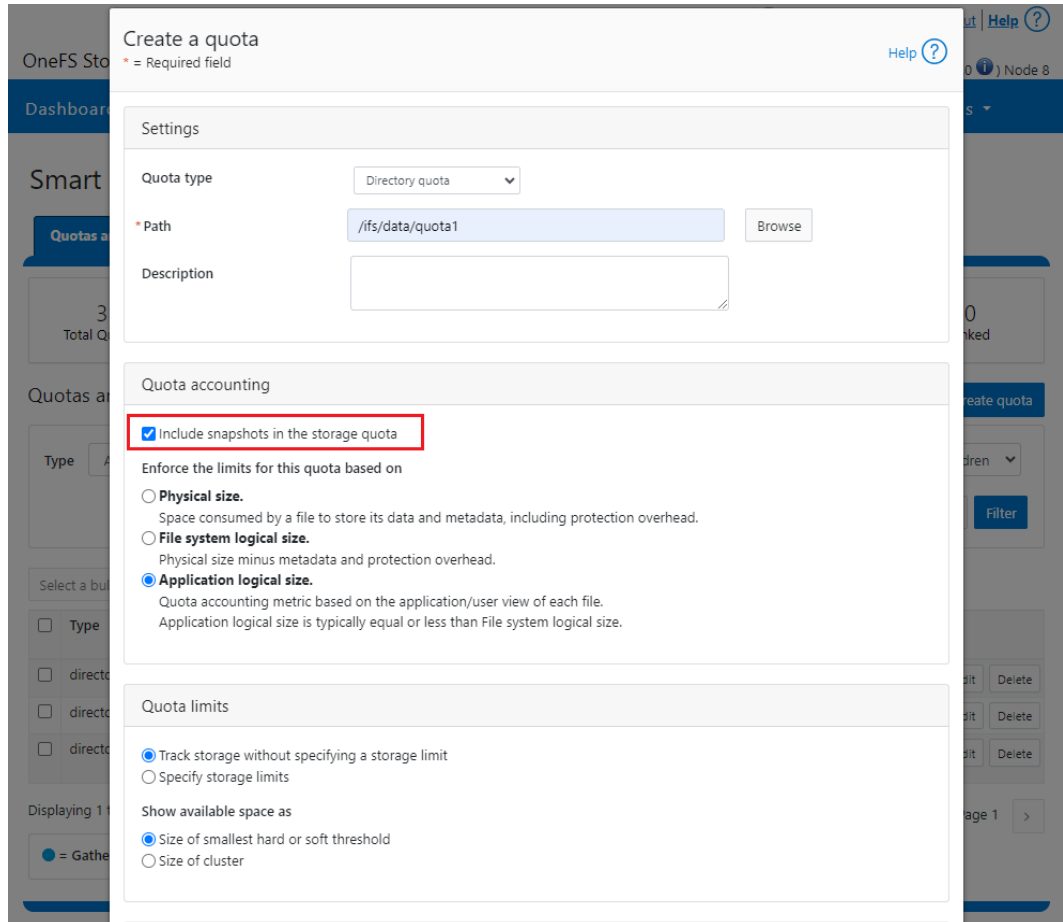 Create a quota
* = Required field
Help ?
ut | Help ?
OneFS Sto
0 i ) Node 8
Dashboard
s
Settings
Smart
Quota type
Directory quota
* Path
/ifs/data/quota1
Browse
Quotas a
Description
3
Total Q
0
nked
Quota accounting
Quotas a
reate quota
Include snapshots in the storage quota
Type
A
dren
Enforce the limits for this quota based on
Physical size.
Space consumed by a file to store its data and metadata, including protection overhead.
Filter
File system logical size.
Physical size minus metadata and protection overhead.
Application logical size.
Select a bul
Quota accounting metric based on the application/user view of each file.
Application logical size is typically equal or less than File system logical size.
Type
directo
dit
Delete
Quota limits
directo
dit
Delete
directo
dit
Delete
Track storage without specifying a storage limit
Specify storage limits
Displaying 1
Show available space as
Page 1 >
Size of smallest hard or soft threshold
= Gathe
Size of cluster